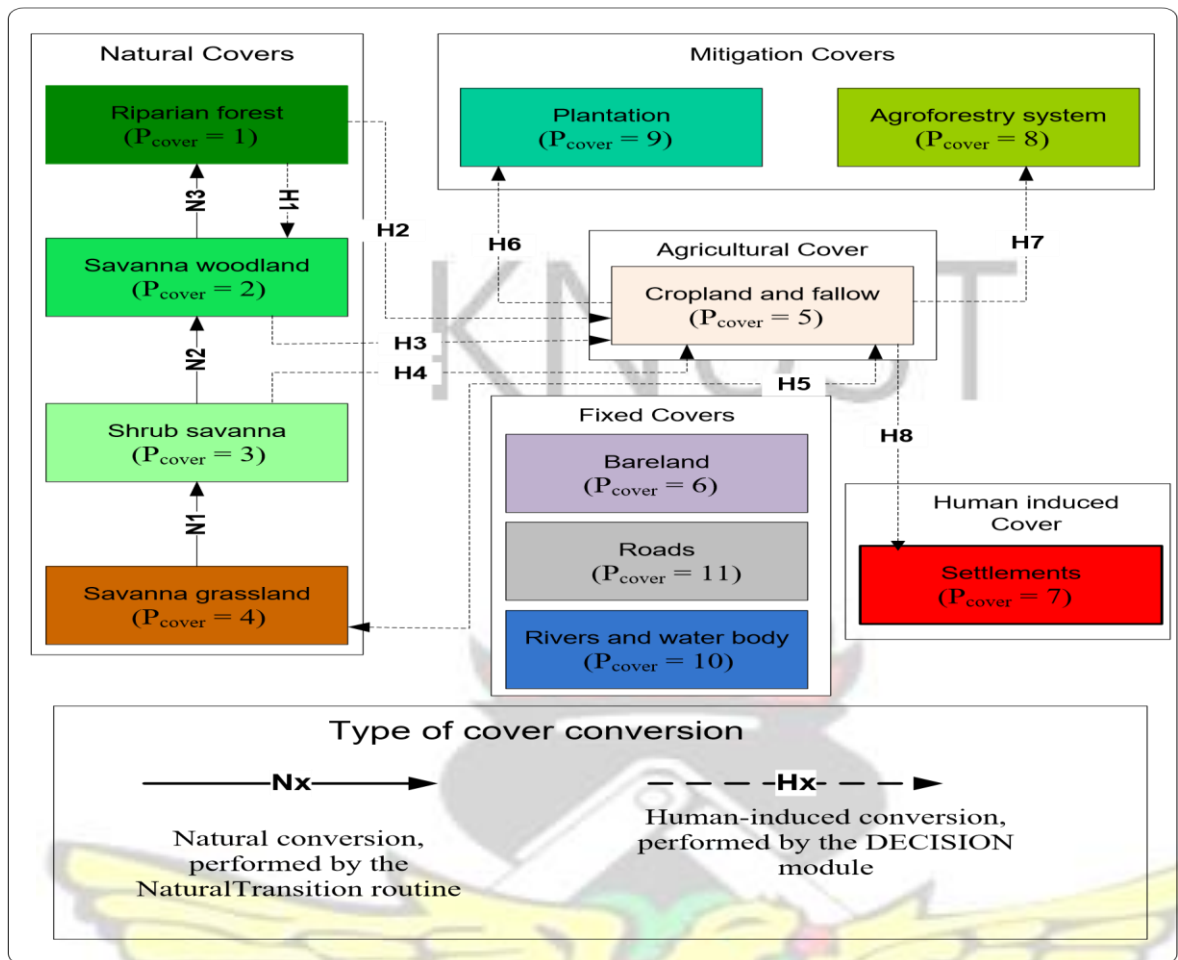 Natural Covers
Riparian forest
(Pcover = 1)
N3
H1
Savanna woodland
(Pcover = 2)
N2
Shrub savanna
(Pcover = 3)
N1
Savanna grassland
(Pcover = 4)
H2
H3
H4
H5
Mitigation Covers
Plantation
(Pcover = 9)
Agroforestry system
(Pcover = 8)
H6
H7
Agricultural Cover
Cropland and fallow
(Pcover = 5)
H8
Fixed Covers
Bareland
(Pcover = 6)
Roads
(Pcover = 11)
Rivers and water body
(Pcover = 10)
Human induced
Cover
Settlements
(Pcover = 7)
KNUST
Type of cover conversion
Nx
Natural conversion,
performed by the
NaturalTransition routine
Hx
Human-induced conversion,
performed by the DECISION
module